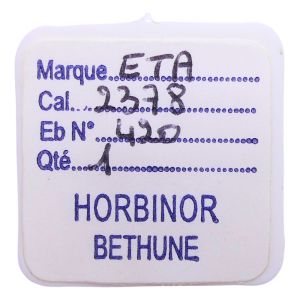 Marque ETA
Cal. 2378
Eb N° 420
Qté. 1
HORBINOR
BETHUNE